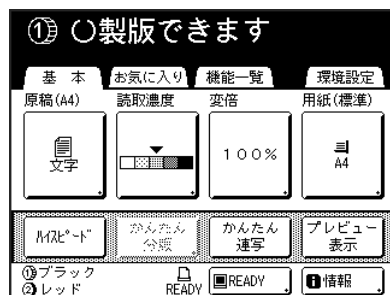 ① 製版できます
基本 お気に入り 機能一覧 環境設定
原稿(A4) 読取濃度 変倍 用紙(標準)
文字 100% A4
ﾊｲｽﾋﾟｰﾄﾞ かんたん分版 かんたん連写 プレビュー表示
①ブラック
②レッド READY READY 情報